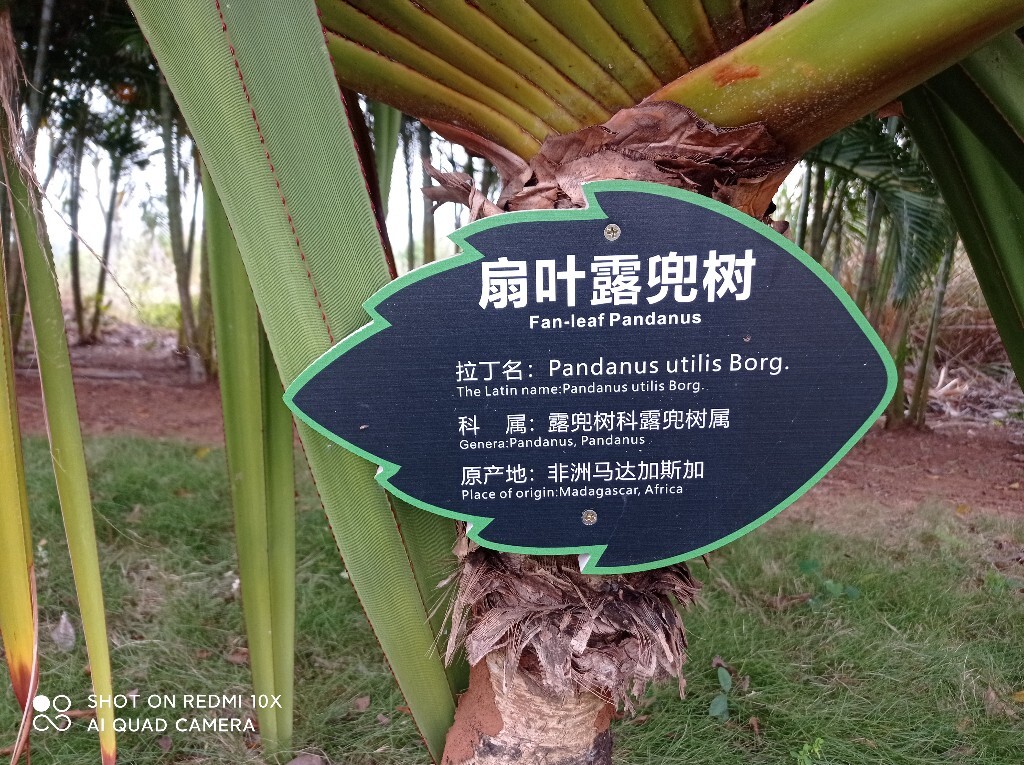 扇叶露兜树
Fan-leaf Pandanus
拉丁名：Pandanus utilis Borg.
The Latin name:Pandanus utilis Borg.
科　属：露兜树科露兜树属
Genera:Pandanus, Pandanus
原产地：非洲马达加斯加
Place of origin:Madagascar, Africa
SHOT ON REDMI 10X
AI QUAD CAMERA